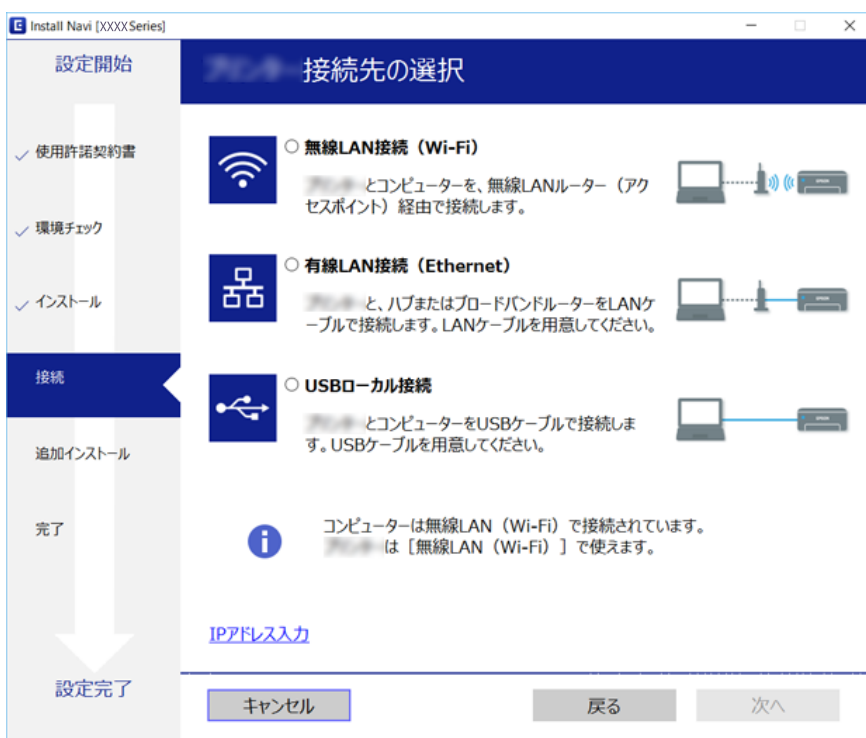 Install Navi [XXXX Series]
設定開始
使用許諾契約書
環境チェック
インストール
接続
追加インストール
完了
設定完了
接続先の選択
無線LAN接続（Wi-Fi）
とコンピューターを、無線LANルーター（アク
セスポイント）経由で接続します。
有線LAN接続（Ethernet）
と、ハブまたはブロードバンドルーターをLANケ
ーブルで接続します。LANケーブルを用意してください。
USBローカル接続
とコンピューターをUSBケーブルで接続しま
す。USBケーブルを用意してください。
コンピューターは無線LAN（Wi-Fi）で接続されています。
は［無線LAN（Wi-Fi）］で使えます。
IPアドレス入力
キャンセル
戻る
次へ